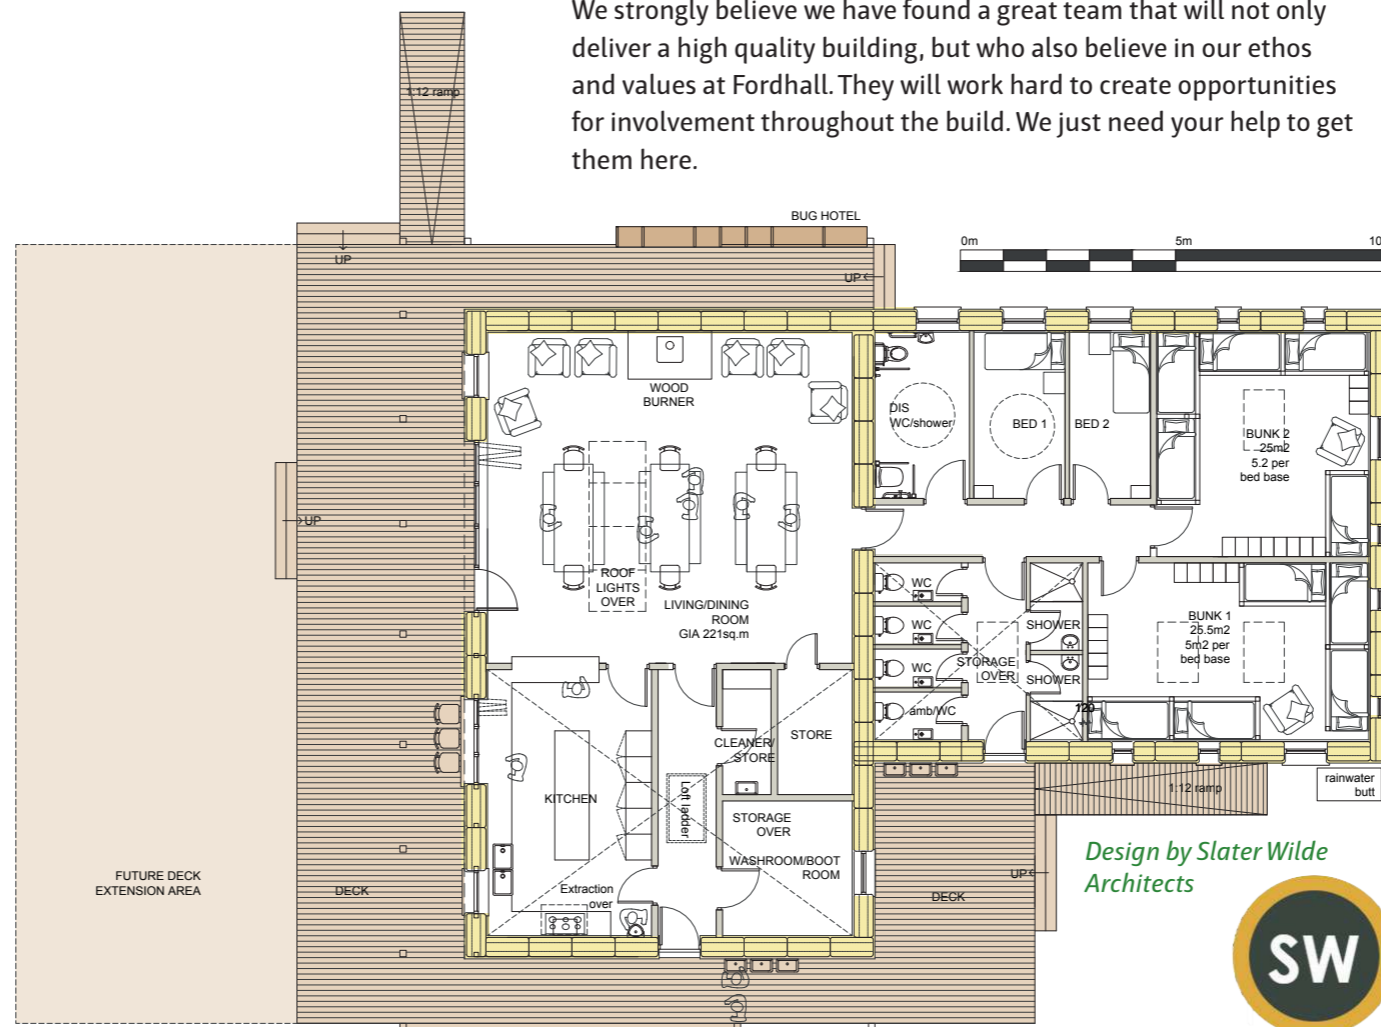 We strongly believe we have found a great team that will not only
deliver a high quality building, but who also believe in our ethos
and values at Fordhall. They will work hard to create opportunities
for involvement throughout the build. We just need your help to get
them here.
1:12 ramp
BUG HOTEL
0m
5m
10
UP
UP
WOOD
BURNER
DIS
WC/shower
BED 1
BED 2
BUNK 2
25m2
5.2 per
bed base
UP
ROOF
LIGHTS
OVER
LIVING/DINING
ROOM
GIA 221sq.m
WC
WC
WC
amb/WC
STORAGE
OVER
SHOWER
SHOWER
BUNK 1
25.5m2
5m2 per
bed base
120
CLEANER/
STORE
STORE
KITCHEN
Loft ladder
STORAGE
OVER
WASHROOM/BOOT
ROOM
Extraction
over
1:12 ramp
rainwater
butt
FUTURE DECK
EXTENSION AREA
DECK
DECK
UP
Design by Slater Wilde
Architects
SW